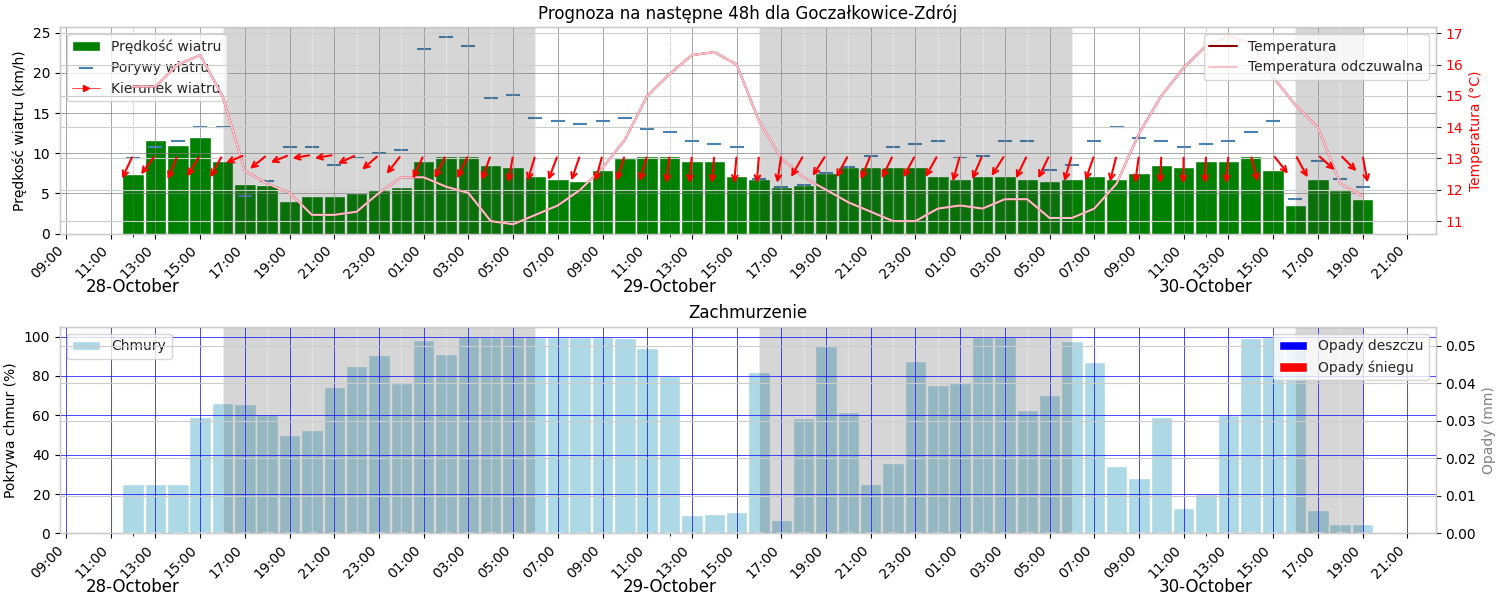 Prognoza na następne 48h dla Goczałkowice-Zdrój
Prędkość wiatru (km/h)
25
20
15
10
5
0
Prędkość wiatru
Porywy wiatru
Kierunek wiatru
Temperatura
Temperatura odczuwalna
17
16
15
14
13
12
11
Temperatura (°C)
09:00 11:00 13:00 15:00 17:00 19:00 21:00 23:00 01:00 03:00 05:00 07:00 09:00 11:00 13:00 15:00 17:00 19:00 21:00 23:00 01:00 03:00 05:00 07:00 09:00 11:00 13:00 15:00 17:00 19:00 21:00
28-October 29-October 30-October
Zachmurzenie
Pokrywa chmur (%)
100
80
60
40
20
0
Chmury
Opady deszczu
Opady śniegu
0.05
0.04
0.03
0.02
0.01
0.00
Opady (mm)
09:00 11:00 13:00 15:00 17:00 19:00 21:00 23:00 01:00 03:00 05:00 07:00 09:00 11:00 13:00 15:00 17:00 19:00 21:00 23:00 01:00 03:00 05:00 07:00 09:00 11:00 13:00 15:00 17:00 19:00 21:00
28-October 29-October 30-October